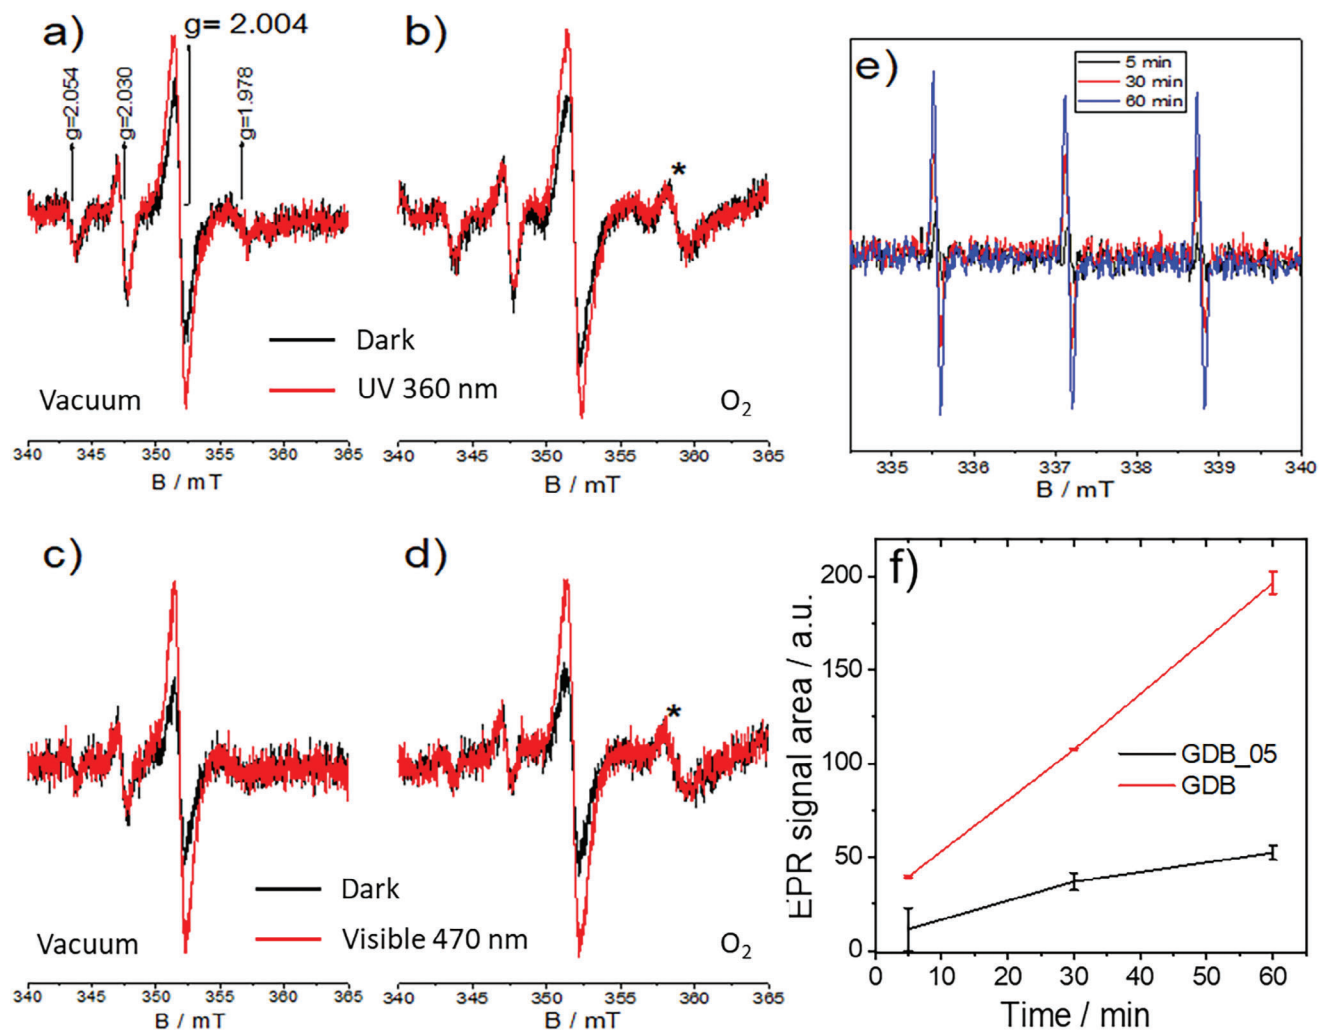 a)
g=2.054
g=2.030
g= 2.004
g=1.978
Dark
UV 360 nm
Vacuum
340 345 350 355 360 365
B / mT
b)
*
O2
340 345 350 355 360 365
B / mT
e)
5 min
30 min
60 min
335 336 337 338 339 340
B / mT
c)
Dark
Visible 470 nm
Vacuum
340 345 350 355 360 365
B / mT
d)
*
O2
340 345 350 355 360 365
B / mT
f)
EPR signal area / a.u.
200
150
100
50
0
GDB_05
GDB
0 10 20 30 40 50 60
Time / min